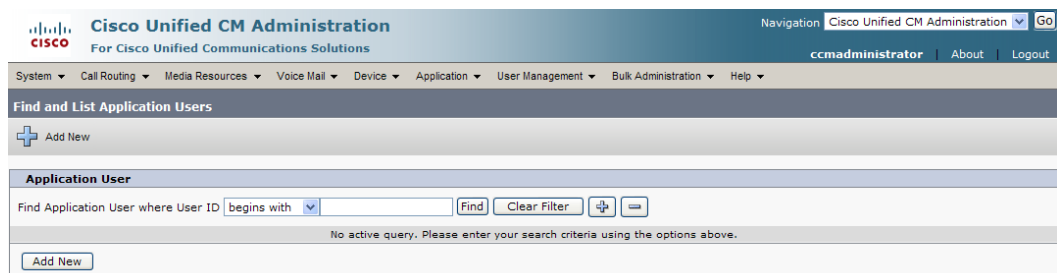 Cisco Unified CM Administration
Navigation Cisco Unified CM Administration Go
CISCO
For Cisco Unified Communications Solutions
ccmadministrator | About | Logout
System Call Routing Media Resources Voice Mail Device Application User Management Bulk Administration Help
Find and List Application Users
Add New
Application User
Find Application User where User ID begins with Find Clear Filter
No active query. Please enter your search criteria using the options above.
Add New